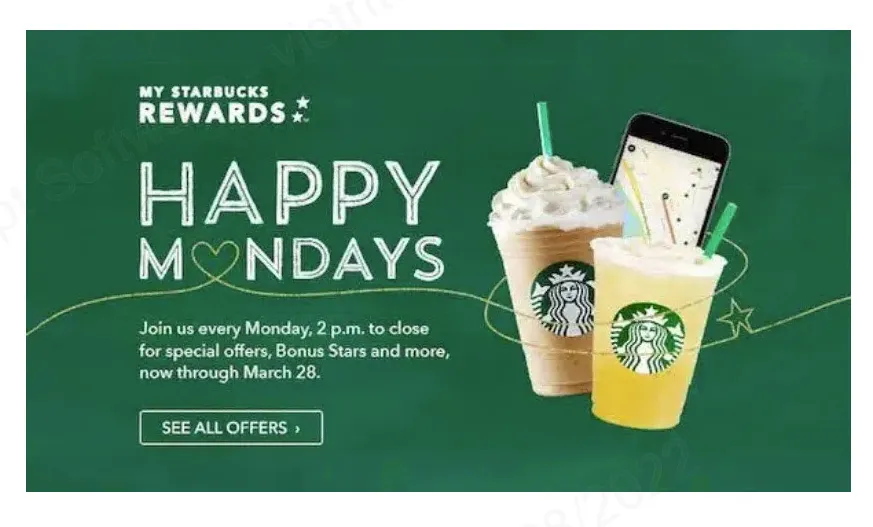 MY STARBUCKS
REWARDS
HAPPY
MONDAYS
Join us every Monday, 2 p.m. to close
for special offers, Bonus Stars and more,
now through March 28.
SEE ALL OFFERS ›